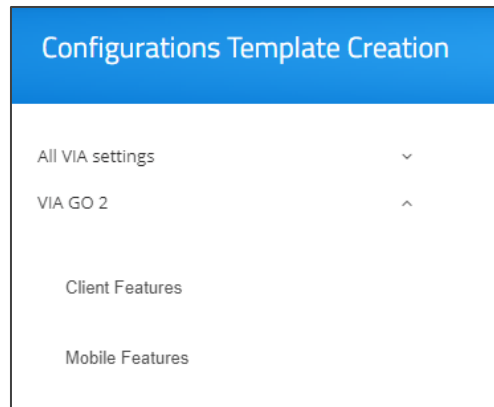 Configurations Template Creation
All VIA settings
VIA GO 2
Client Features
Mobile Features